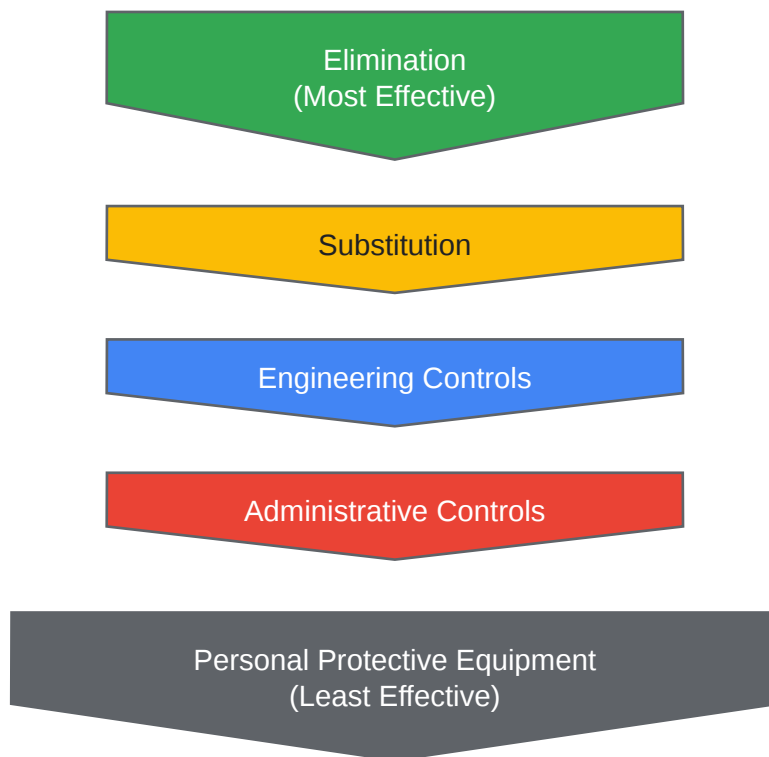 Elimination
(Most Effective)
Substitution
Engineering Controls
Administrative Controls
Personal Protective Equipment
(Least Effective)